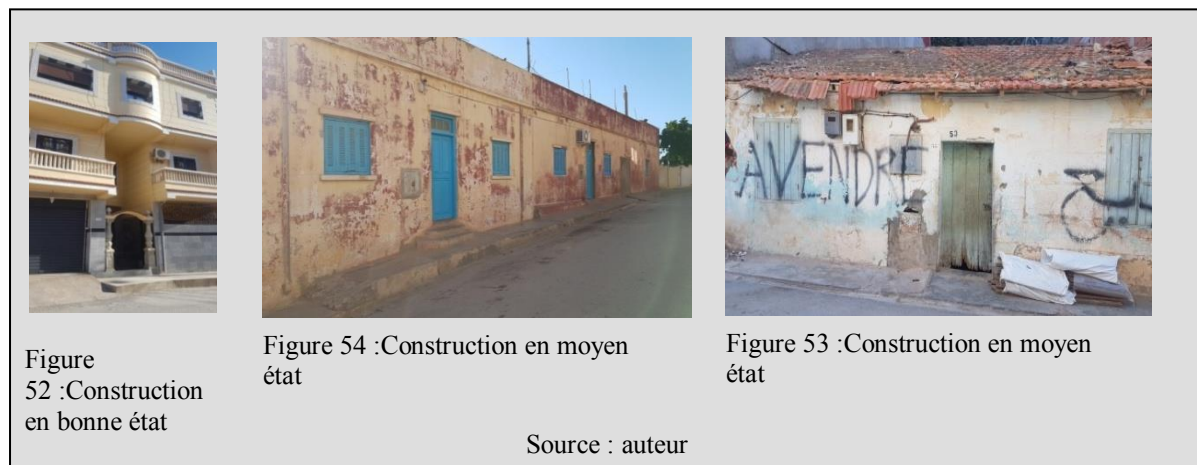 AVENDRE
53
Figure
52 :Construction
en bonne état
Figure 54 :Construction en moyen
état
Figure 53 :Construction en moyen
état
Source : auteur